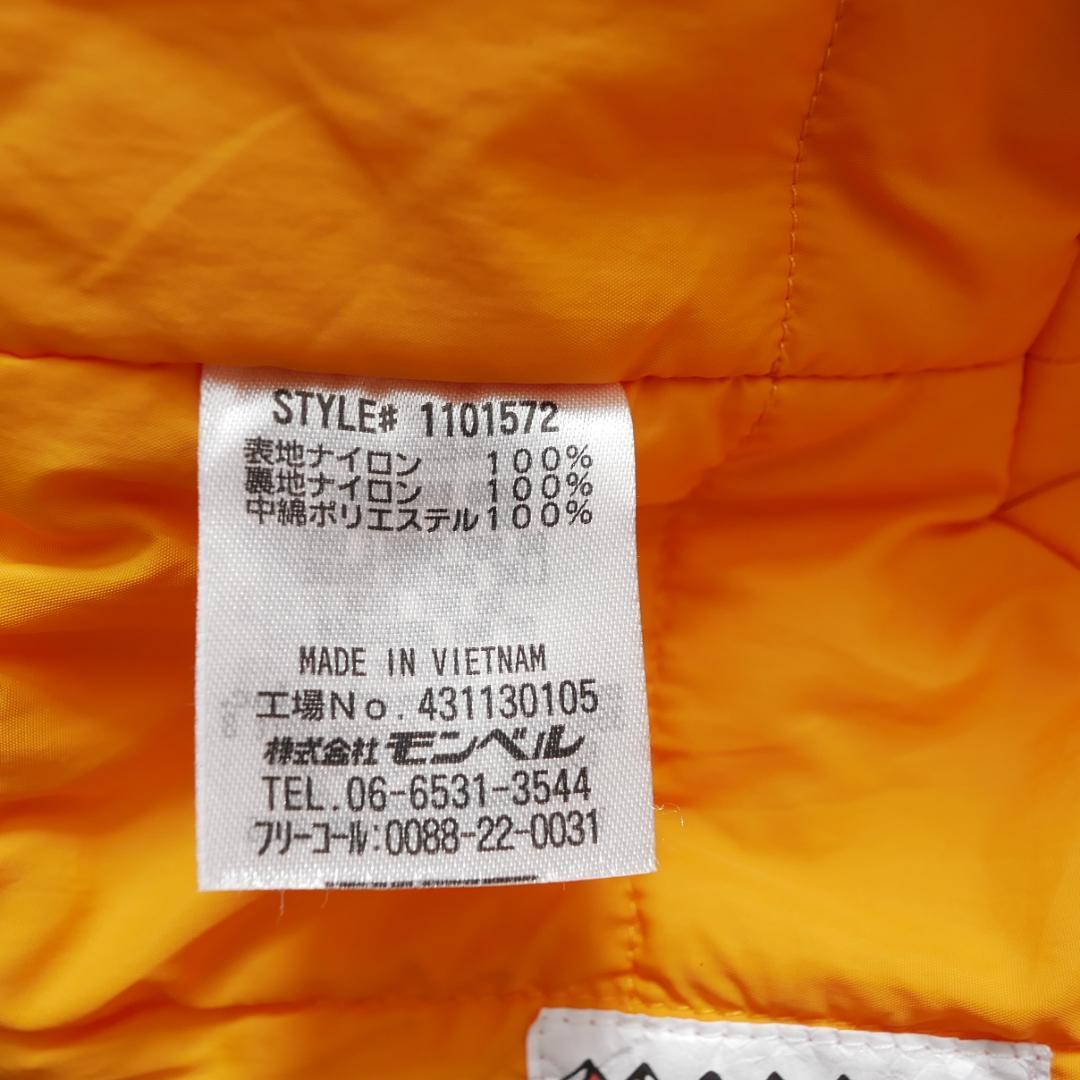 STYLE# 1101572
表地ナイロン 100%
裏地ナイロン 100%
中綿ポリエステル100%
MADE IN VIETNAM
工場No.431130105
株式会社モンベル
TEL.06-6531-3544
フリーコール:0088-22-0031